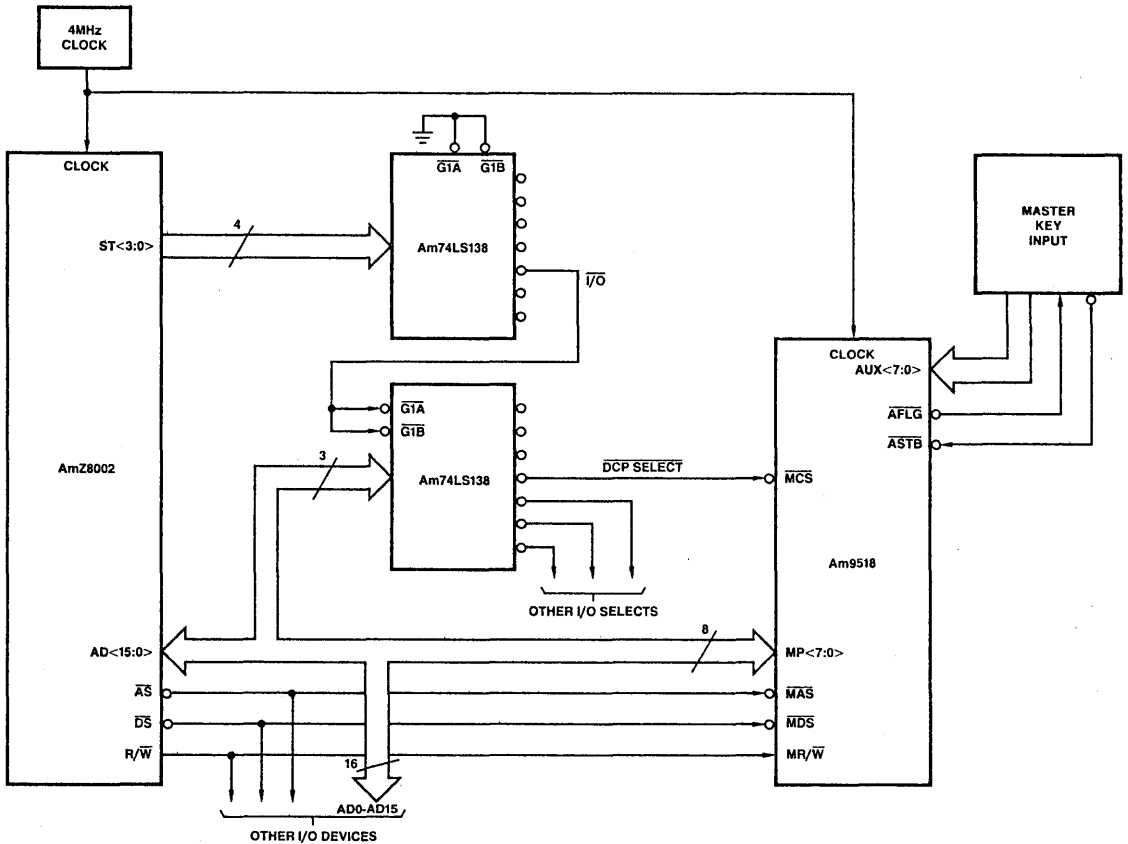 4MHz
CLOCK
CLOCK
G1A G1B
4
ST<3:0>
Am74LS138
I/O
MASTER
KEY
INPUT
CLOCK
AUX<7:0>
G1A
G1B
AFLG
ASTB
AmZ8002
3
Am74LS138
DCP SELECT
MCS
Am9518
OTHER I/O SELECTS
8
AD<15:0>
MP<7:0>
AS
MAS
DS
MDS
R/W
MR/W
16
AD0-AD15
OTHER I/O DEVICES